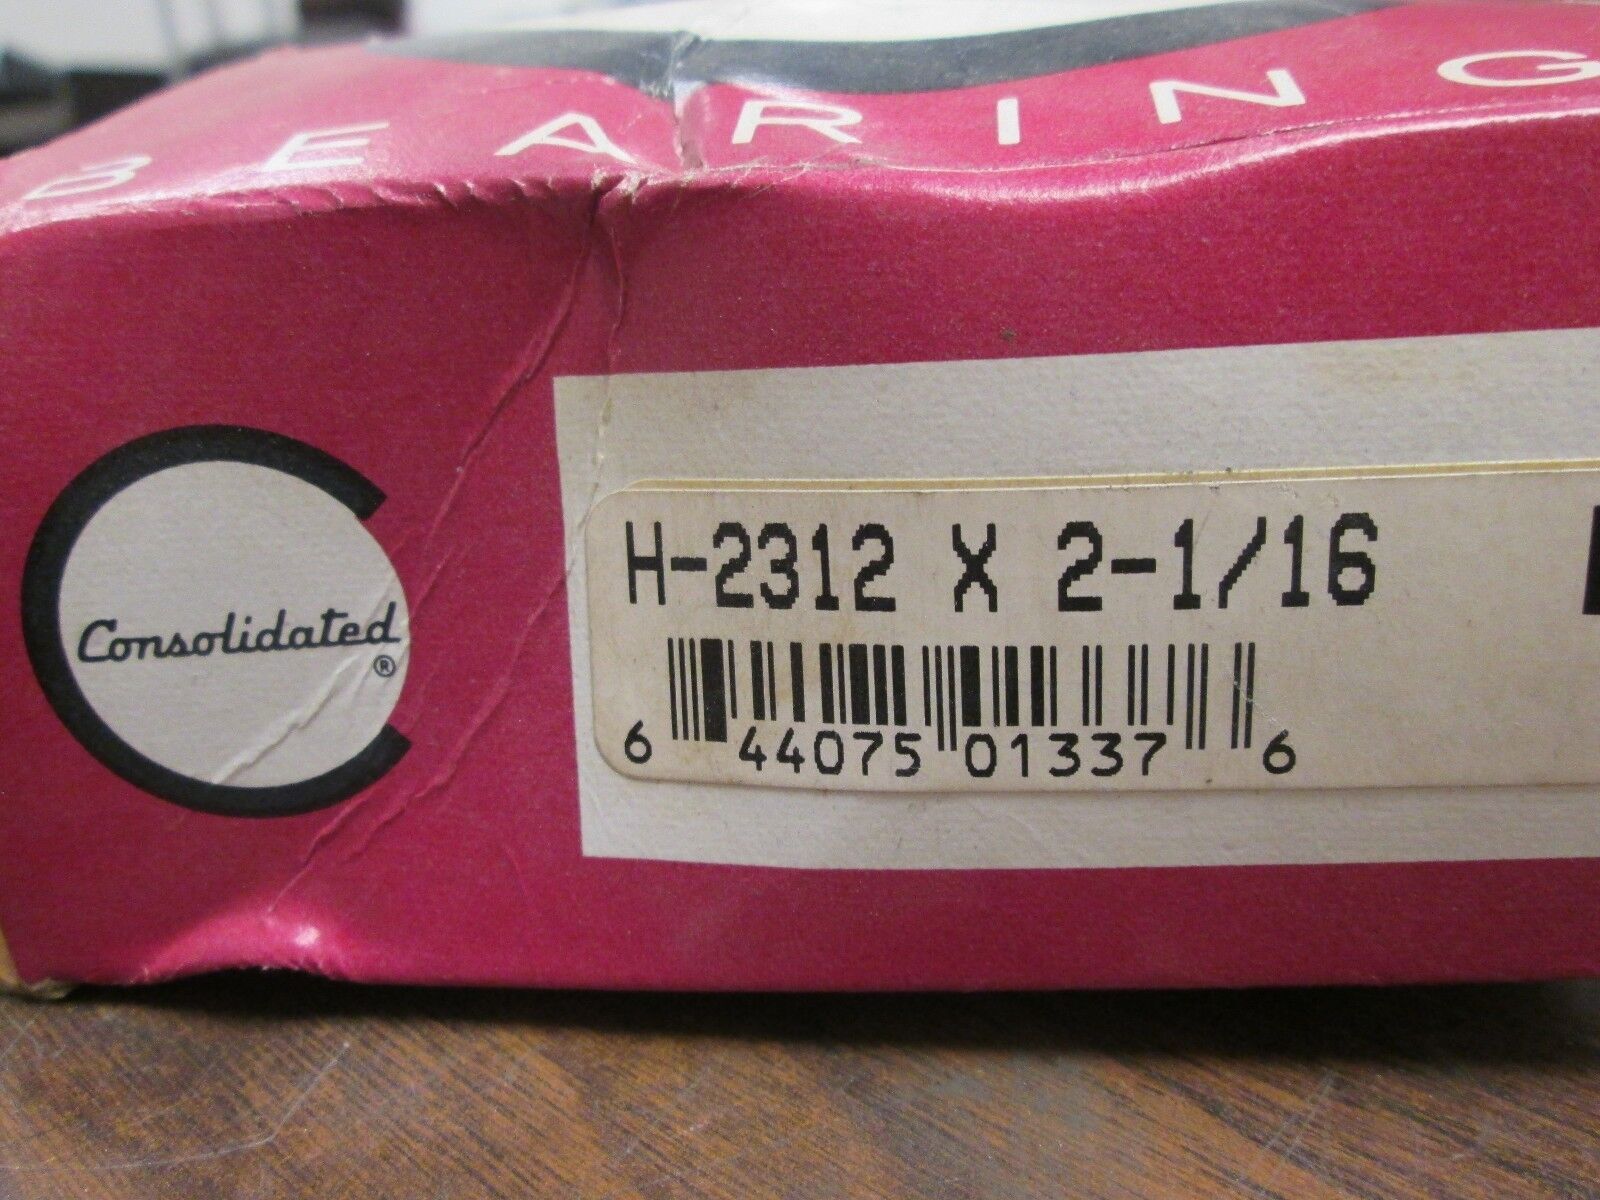 BEARING
Consolidated
®
H-2312 X 2-1/16
6 44075 01337 6